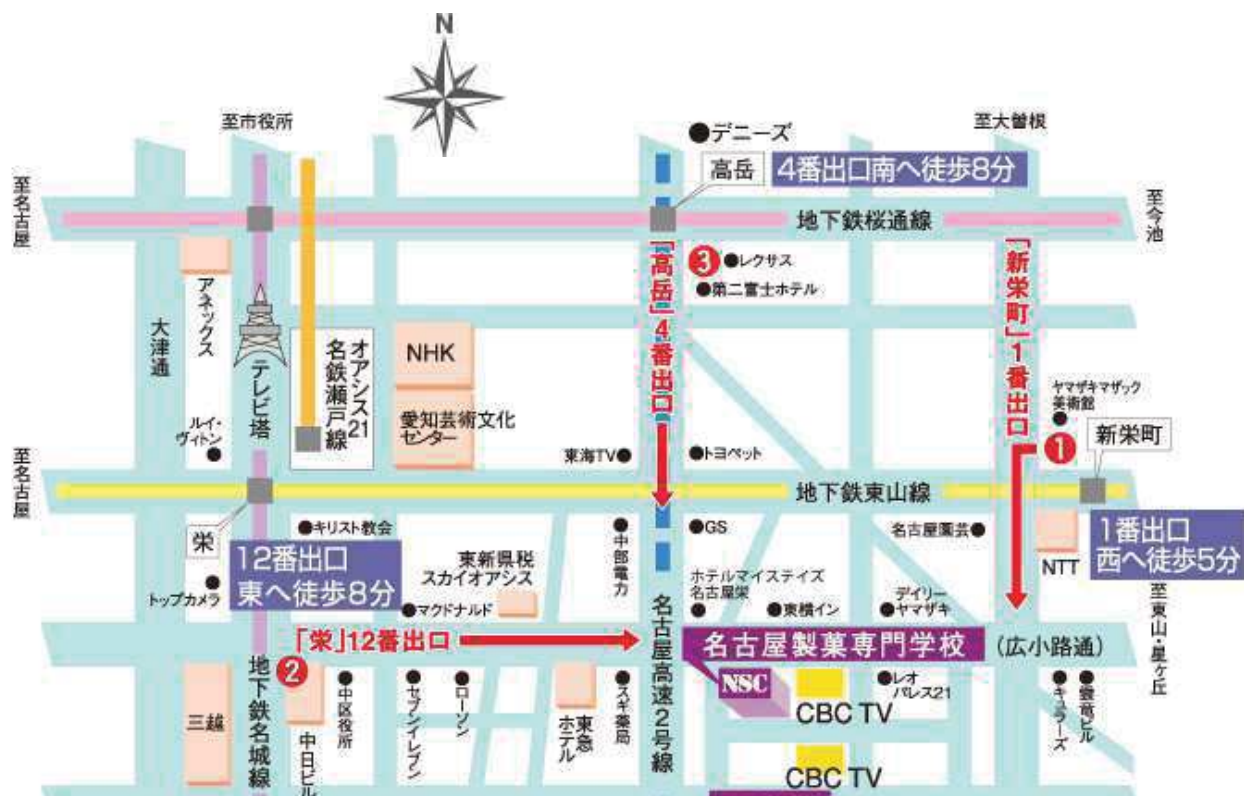 N
至市役所
至大曽根
デニーズ
高岳
4番出口南へ徒歩8分
至名古屋
至今池
地下鉄桜通線
アネックス
「高岳」4番出口
3
レクサス
第二富士ホテル
「新栄町」1番出口
大津通
テレビ塔
オアシス21
名鉄瀬戸線
NHK
愛知芸術文化
センター
ヤマザキマザック
美術館
新栄町
1
ルイ・
ヴィトン
東海TV
トヨペット
至名古屋
地下鉄東山線
栄
キリスト教会
12番出口
東へ徒歩8分
トップカメラ
東新県税
スカイオアシス
マクドナルド
中部電力
GS
名古屋園芸
NTT
1番出口
西へ徒歩5分
ホテルマイステイズ
名古屋栄
東横イン
デイリー
ヤマザキ
至東山・星ヶ丘
「栄」12番出口
名古屋高速2号線
名古屋製菓専門学校
(広小路通)
NSC
2
三越
地下鉄名城線
中日ビル
中区役所
セブンイレブン
ローソン
東急
ホテル
スギ薬局
CBC TV
レオ
パレス21
キュラーズ
雲竜ビル
CBC TV